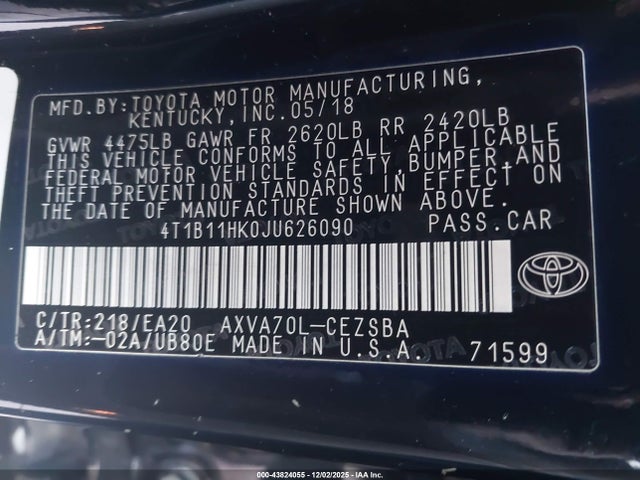 MFD.BY:TOYOTA MOTOR MANUFACTURING,
KENTUCKY,INC.05/18
GVWR 4475LB GAWR FR 2620LB RR 2420LB
THIS VEHICLE CONFORMS TO ALL APPLICABLE
FEDERAL MOTOR VEHICLE SAFETY,BUMPER,AND
THEFT PREVENTION STANDARDS IN EFFECT ON
THE DATE OF MANUFACTURE SHOWN ABOVE.
4T1B11HK0JU626090 PASS.CAR
C/TR:218/EA20 AXVA70L-CEZSBA
A/TM:-02A/UB80E MADE IN U.S.A. 71599
000-43824055 - 12/02/2025 - IAA Inc.